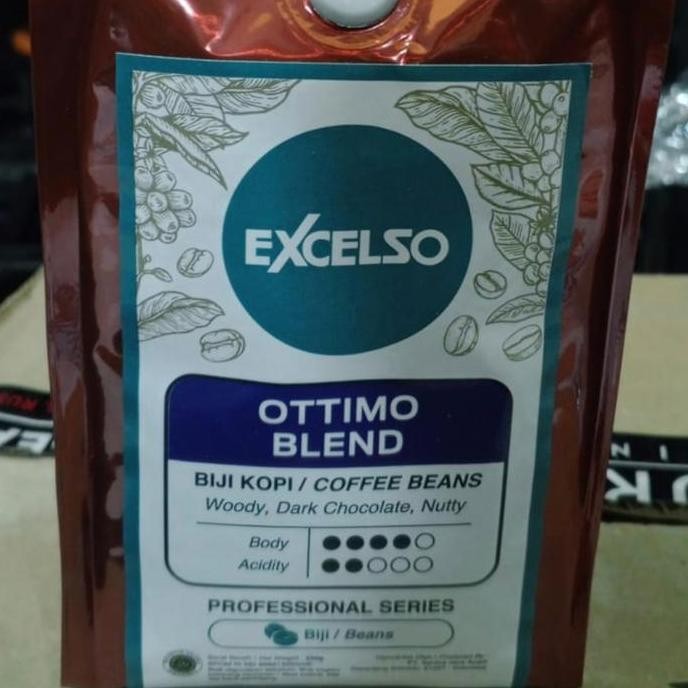 EXCELSO
OTTIMO
BLEND
BIJI KOPI / COFFEE BEANS
Woody, Dark Chocolate, Nutty
Body
Acidity
PROFESSIONAL SERIES
Biji / Beans